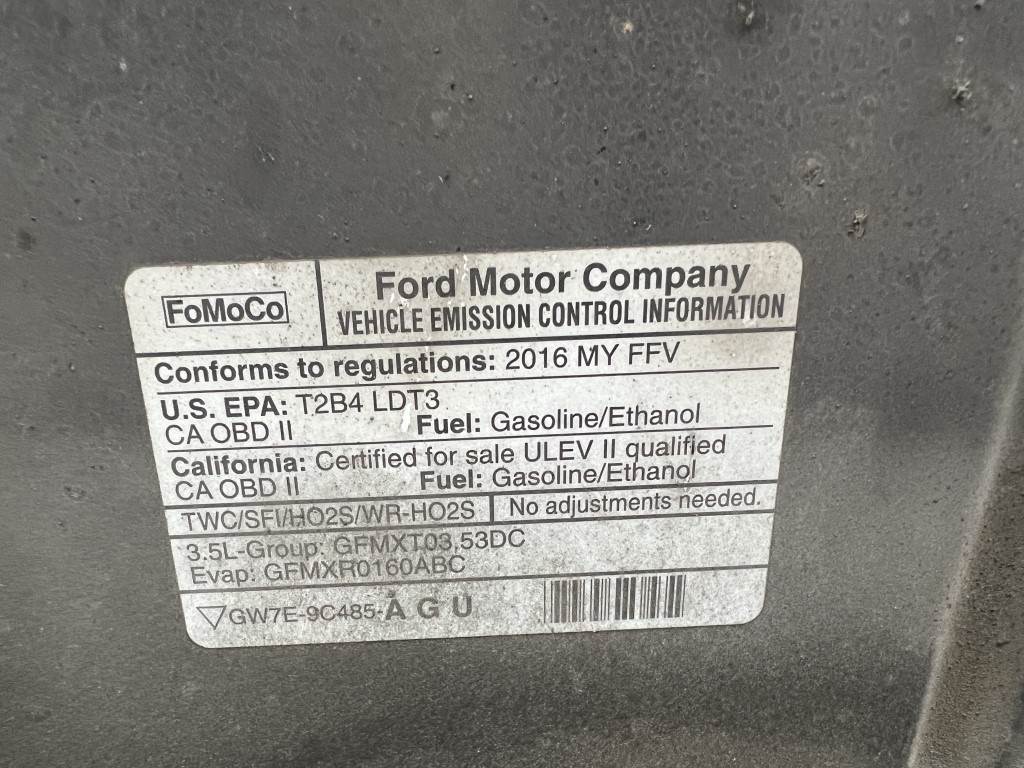 FoMoCo
Ford Motor Company
VEHICLE EMISSION CONTROL INFORMATION
Conforms to regulations: 2016 MY FFV
U.S. EPA: T2B4 LDT3
CA OBD II Fuel: Gasoline/Ethanol
California: Certified for sale ULEV II qualified
CA OBD II Fuel: Gasoline/Ethanol
TWC/SFI/HO2S/WR-HO2S No adjustments needed.
3.5L-Group: GFMXT03.53DC
Evap: GFMXR0160ABC
GW7E-9C485-A G U